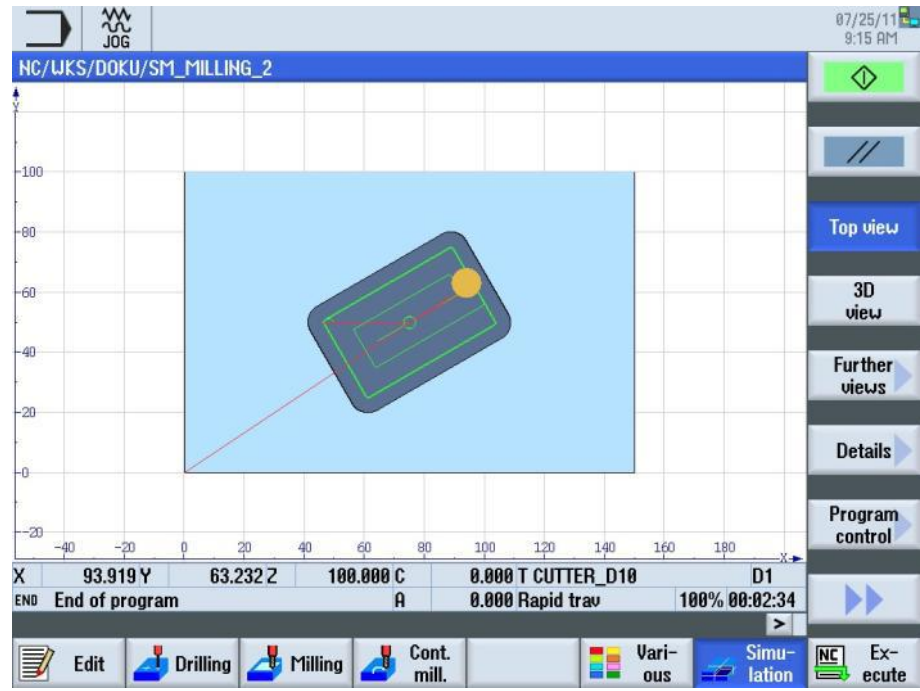 07/25/11
9:15 AM
JOG
NC/WKS/DOKU/SM_MILLING_2
Y
100
80
60
40
20
0
-20
-40 -20 0 20 40 60 80 100 120 140 160 180 X
X 93.919 Y 63.232 Z 100.000 C 0.000 T CUTTER_D10 D1
END End of program A 0.000 Rapid trav 100% 00:02:34
>
Top view
3D
view
Further
views
Details
Program
control
Edit
Drilling
Milling
Cont.
mill.
Vari-
ous
Simu-
lation
NC
Ex-
ecute